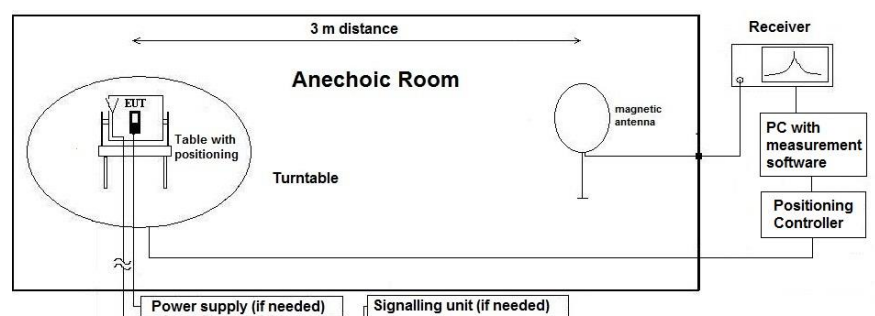 3 m distance
Receiver
Anechoic Room
EUT
Table with
positioning
magnetic
antenna
Turntable
PC with
measurement
software
Positioning
Controller
Power supply (if needed)
Signalling unit (if needed)